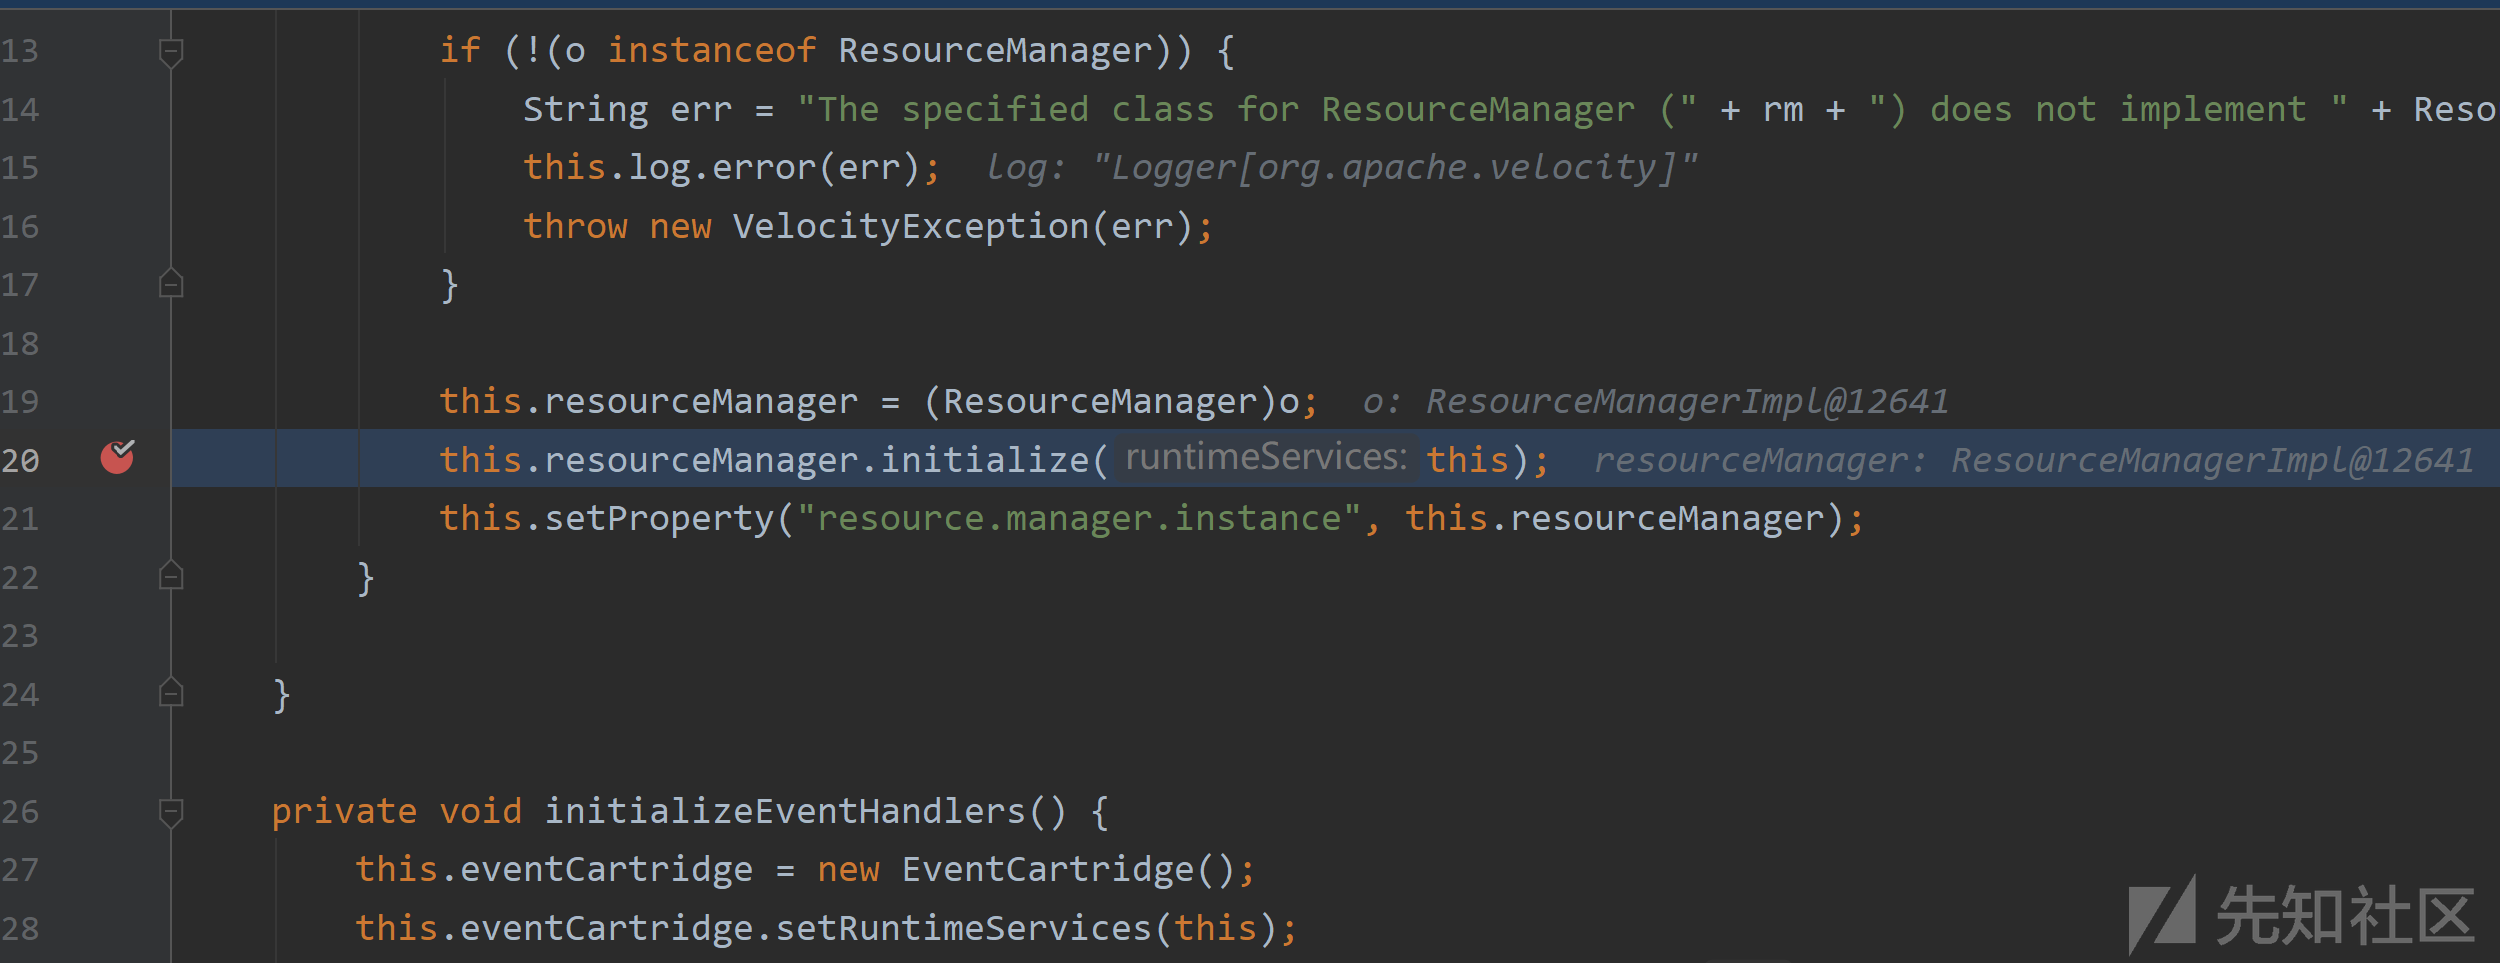 13 if (!(o instanceof ResourceManager)) {
14 String err = "The specified class for ResourceManager (" + rm + ") does not implement " + Reso
15 this.log.error(err); log: "Logger[org.apache.velocity]"
16 throw new VelocityException(err);
17 }
18
19 this.resourceManager = (ResourceManager)o; o: ResourceManagerImpl@12641
20 this.resourceManager.initialize( runtimeServices: this); resourceManager: ResourceManagerImpl@12641
21 this.setProperty("resource.manager.instance", this.resourceManager);
22 }
23
24 }
25
26 private void initializeEventHandlers() {
27 this.eventCartridge = new EventCartridge();
28 this.eventCartridge.setRuntimeServices(this);
先知社区